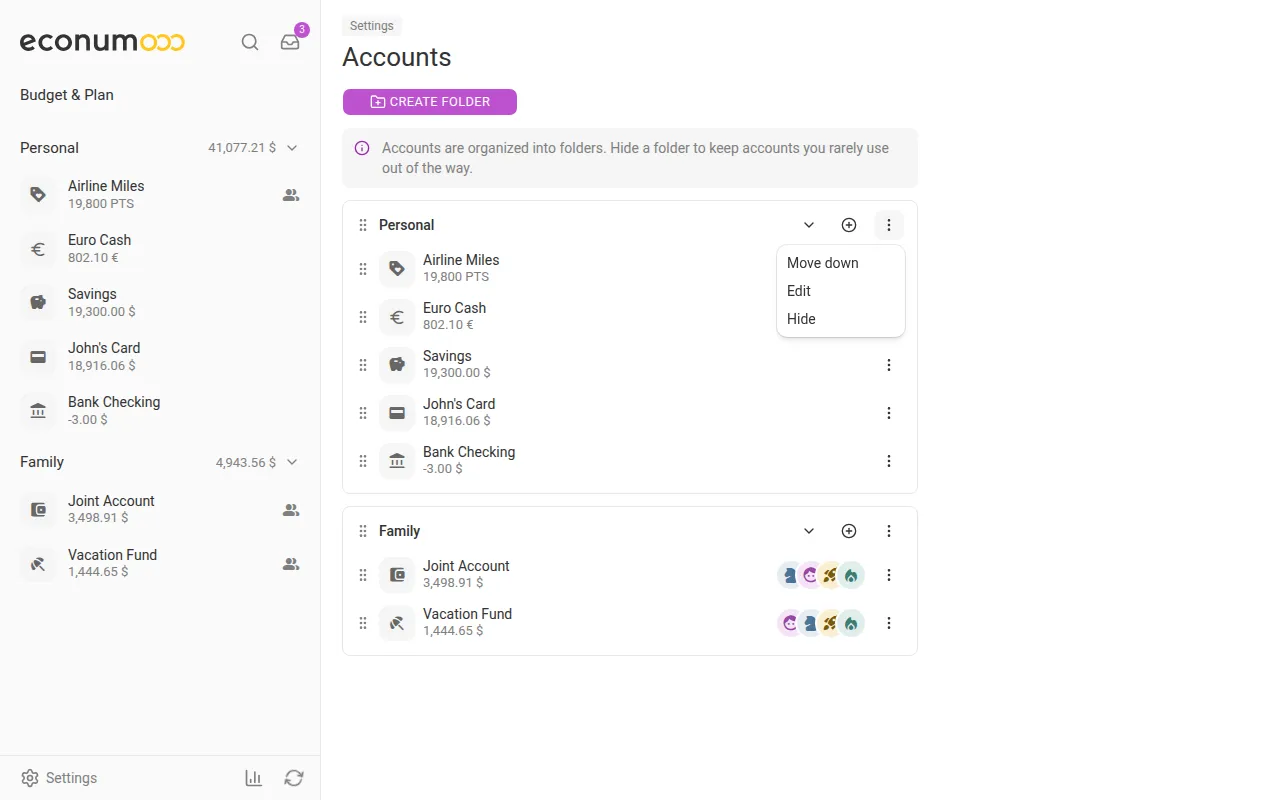 econumo
3
Budget & Plan
Personal 41,077.21 $
Airline Miles
19,800 PTS
Euro Cash
802.10 €
Savings
19,300.00 $
John's Card
18,916.06 $
Bank Checking
-3.00 $
Family 4,943.56 $
Joint Account
3,498.91 $
Vacation Fund
1,444.65 $
Settings
Settings
Accounts
CREATE FOLDER
Accounts are organized into folders. Hide a folder to keep accounts you rarely use
out of the way.
Personal
Airline Miles
19,800 PTS
Euro Cash
802.10 €
Savings
19,300.00 $
John's Card
18,916.06 $
Bank Checking
-3.00 $
Move down
Edit
Hide
Family
Joint Account
3,498.91 $
Vacation Fund
1,444.65 $